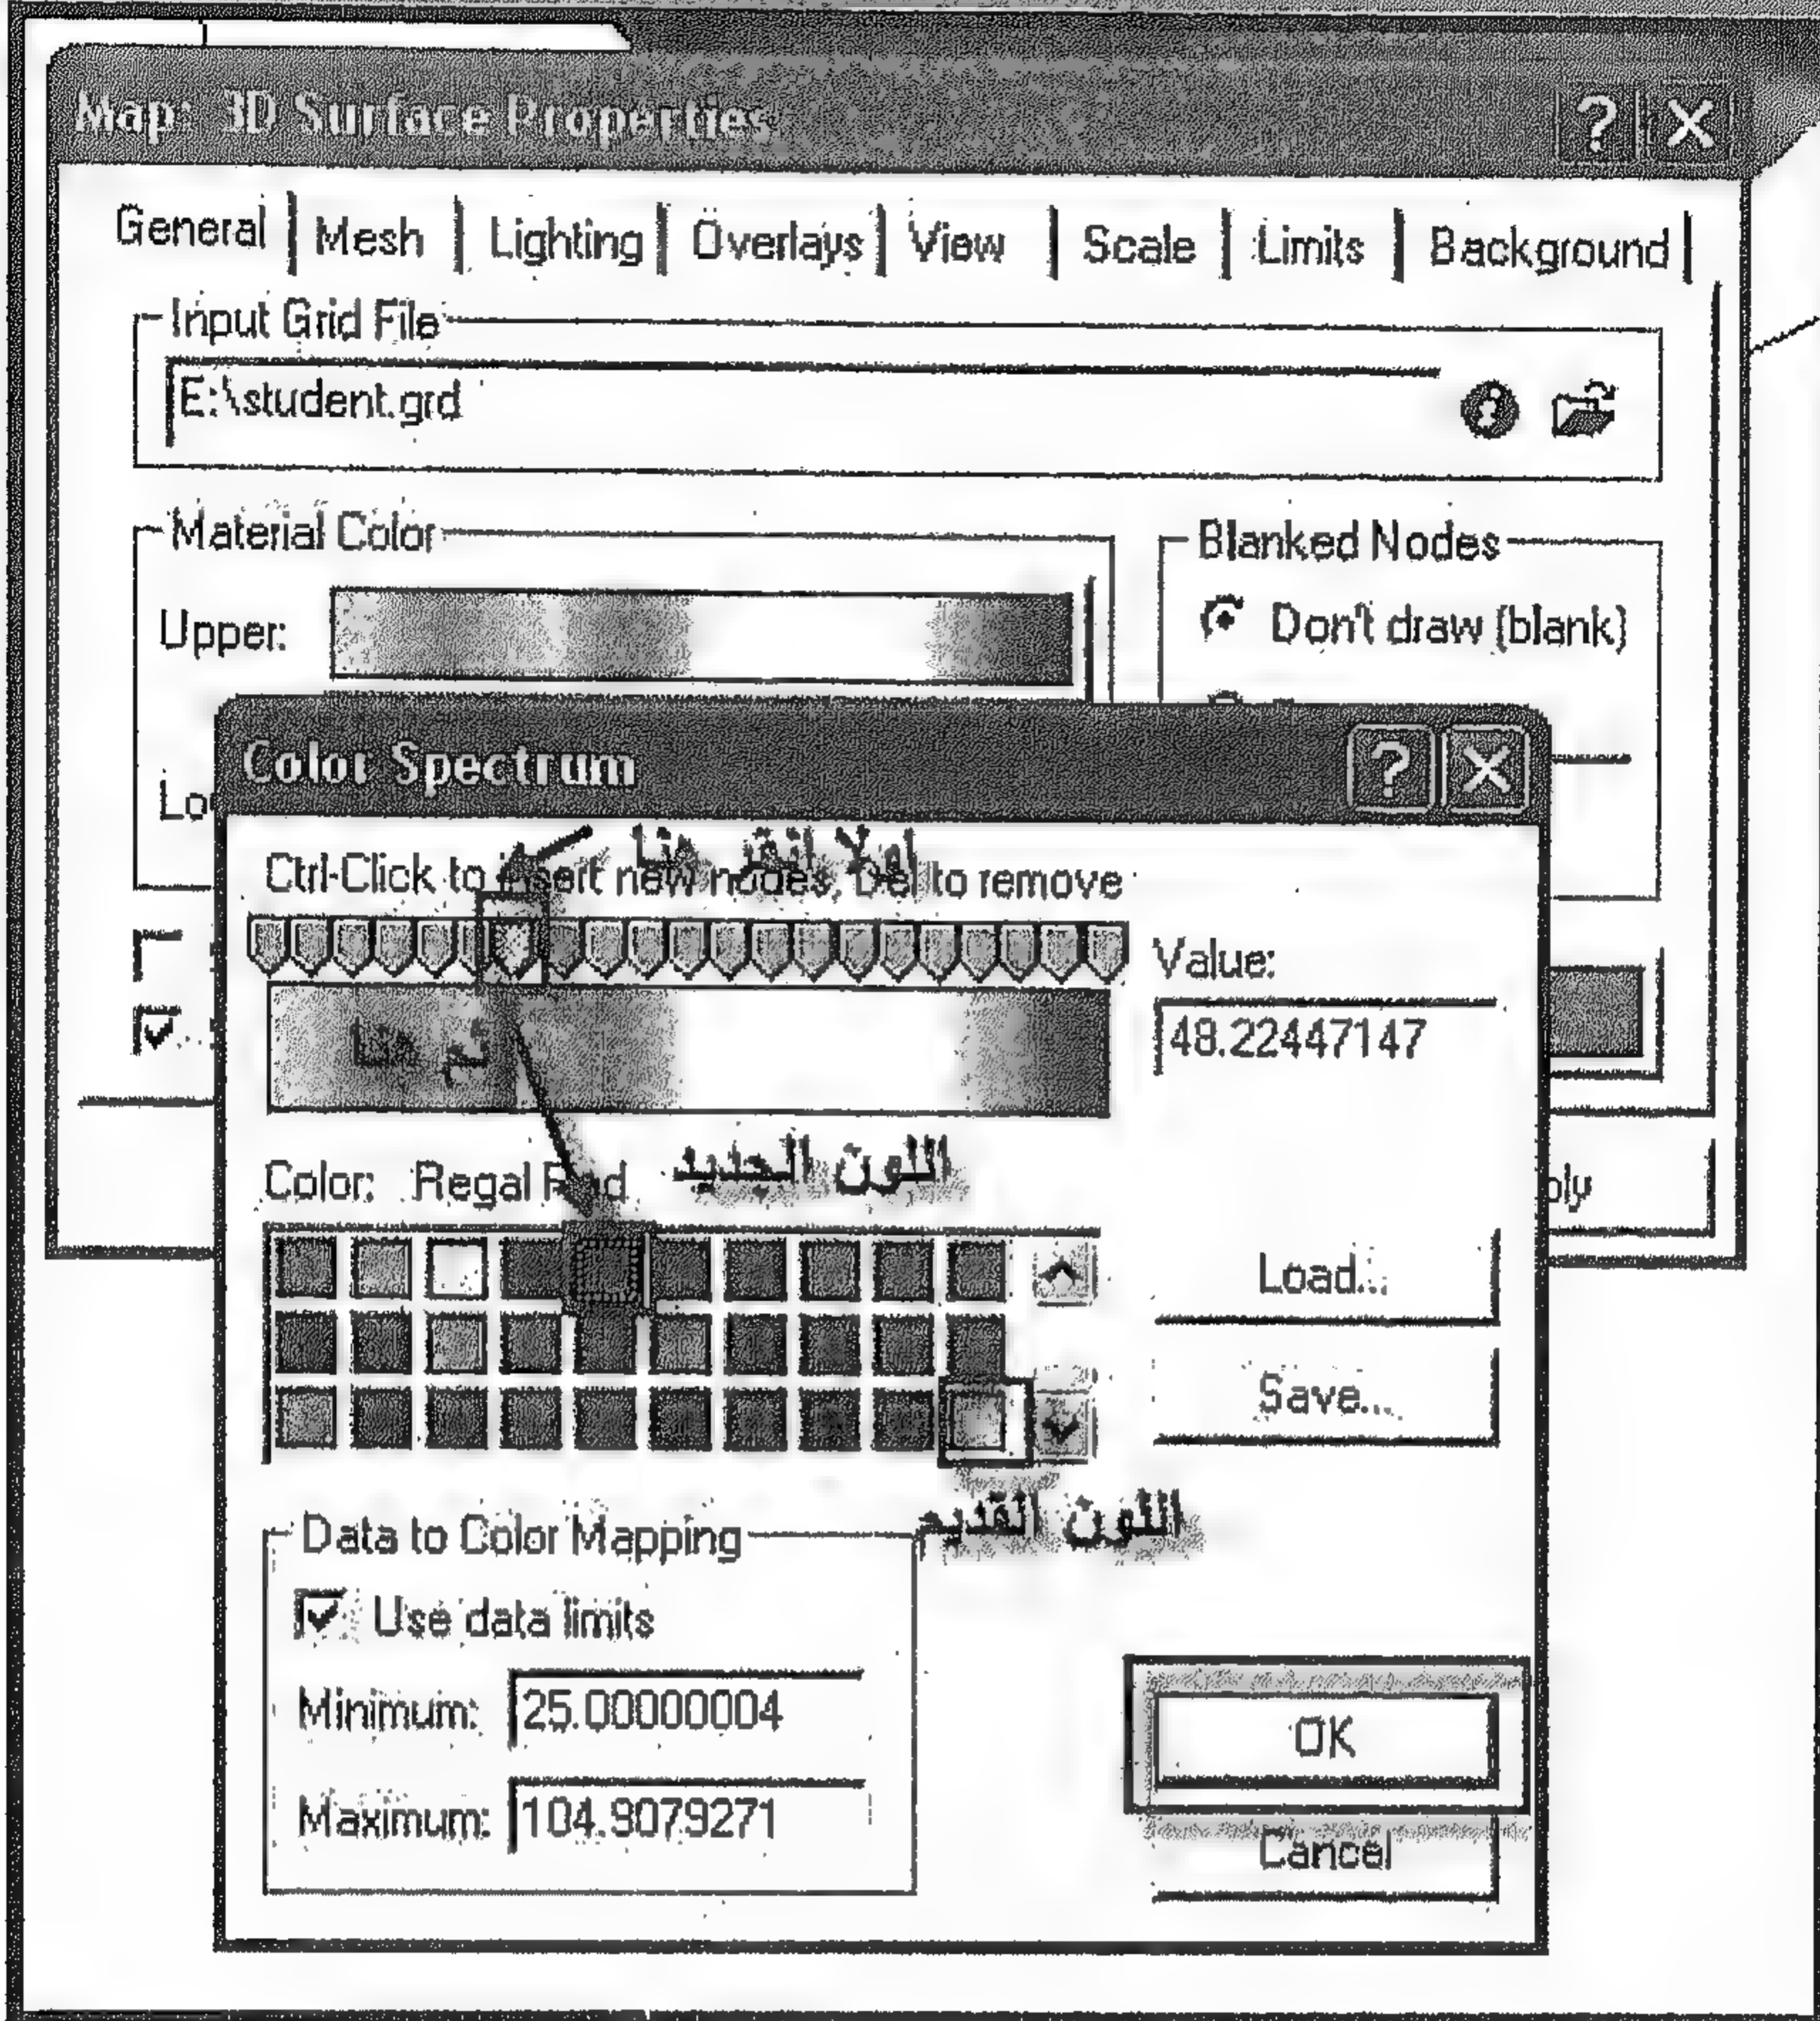 Map: 3D Surface Properties
General Mesh Lighting Overlays View Scale Limits Background
Input Grid File
E:\student.grd
Material Color
Blanked Nodes
Upper:
Don't draw (blank)
Color Spectrum
اولا انقر هنا
Ctrl-Click to insert new nodes, Del to remove
Value:
48.22447147
ثم هنا
اللون الجديد
Color: Regal Red
Load...
Save...
اللون القديم
Data to Color Mapping
Use data limits
Minimum: 25.00000004
OK
Maximum: 104.9079271
Cancel